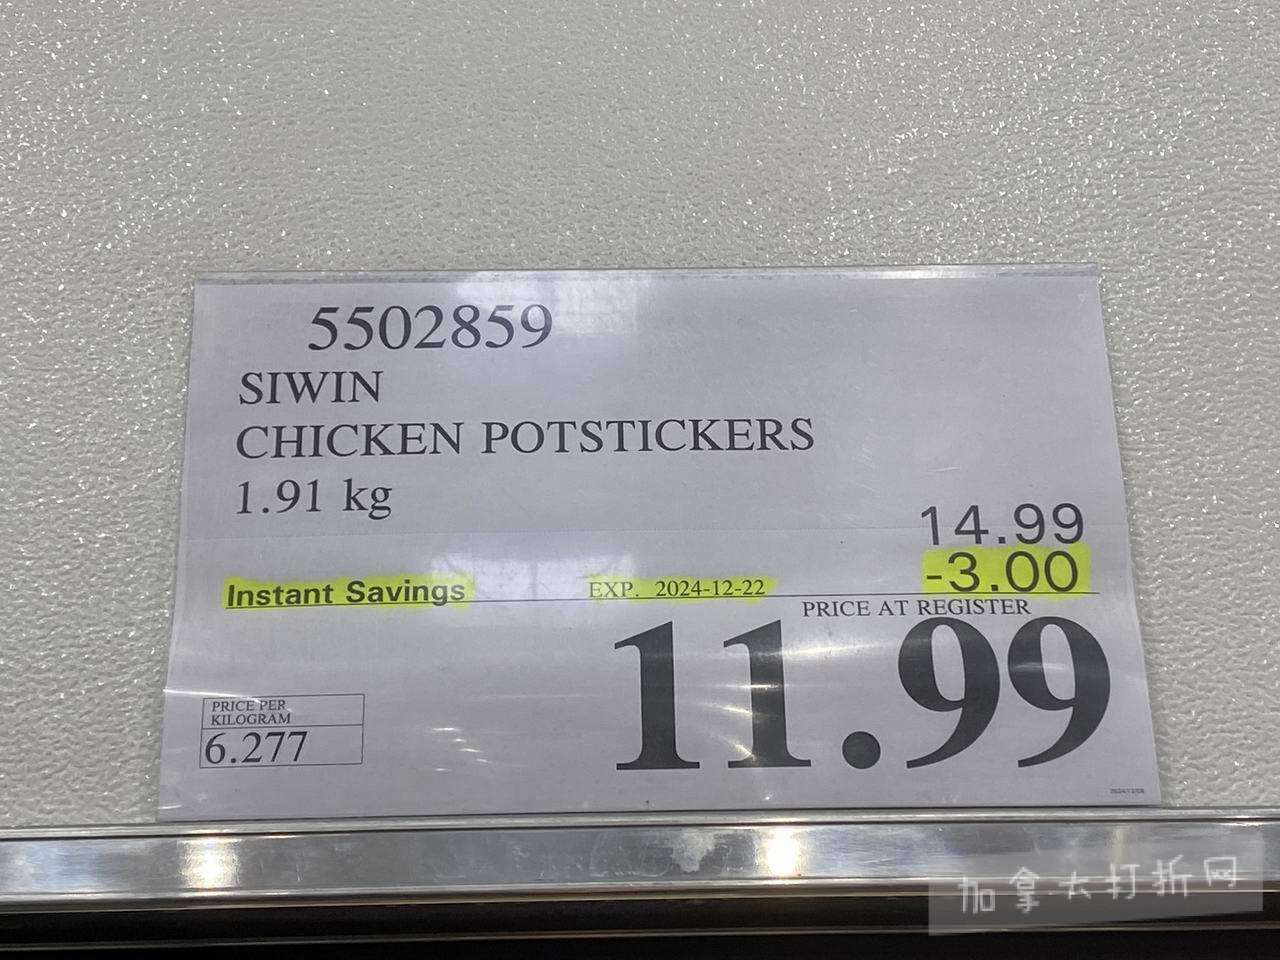 5502859
SIWIN
CHICKEN POTSTICKERS
1.91 kg
14.99
Instant Savings EXP. 2024-12-22 -3.00
PRICE AT REGISTER
11.99
PRICE PER
KILOGRAM
6.277
加拿大打折网